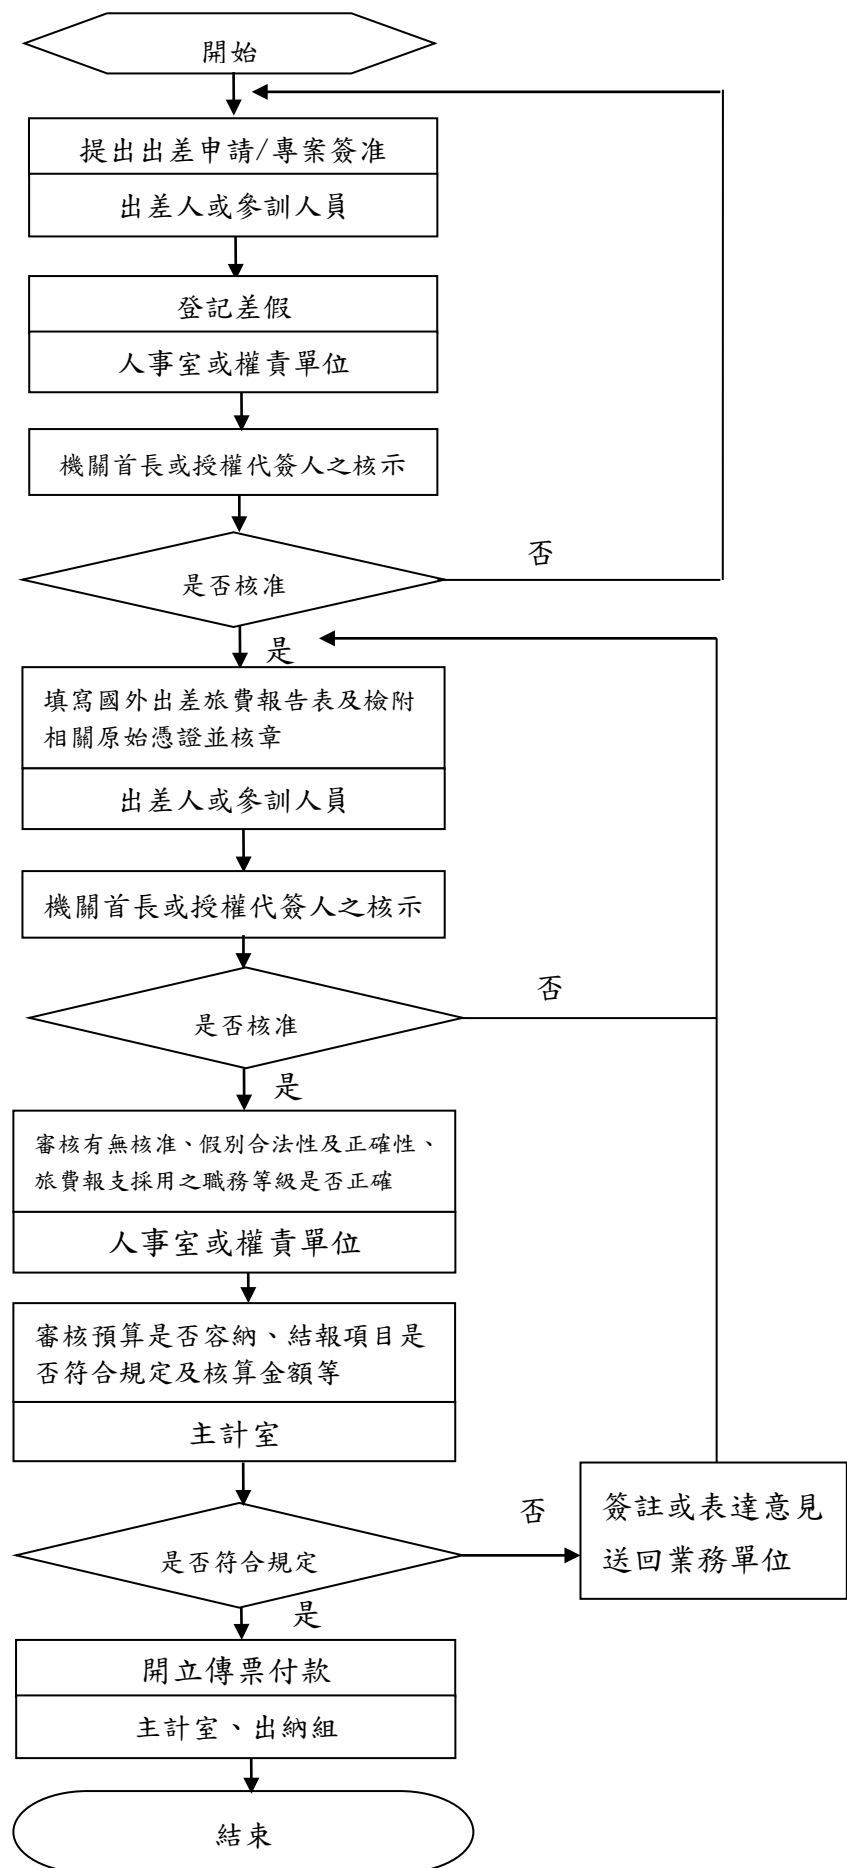 開始
提出出差申請/專案簽准
出差人或參訓人員
登記差假
人事室或權責單位
機關首長或授權代簽人之核示
是否核准
否
是
填寫國外出差旅費報告表及檢附
相關原始憑證並核章
出差人或參訓人員
機關首長或授權代簽人之核示
是否核准
否
是
審核有無核准、假別合法性及正確性、
旅費報支採用之職務等級是否正確
人事室或權責單位
審核預算是否容納、結報項目是
否符合規定及核算金額等
主計室
是否符合規定
否
簽註或表達意見
送回業務單位
是
開立傳票付款
主計室、出納組
結束